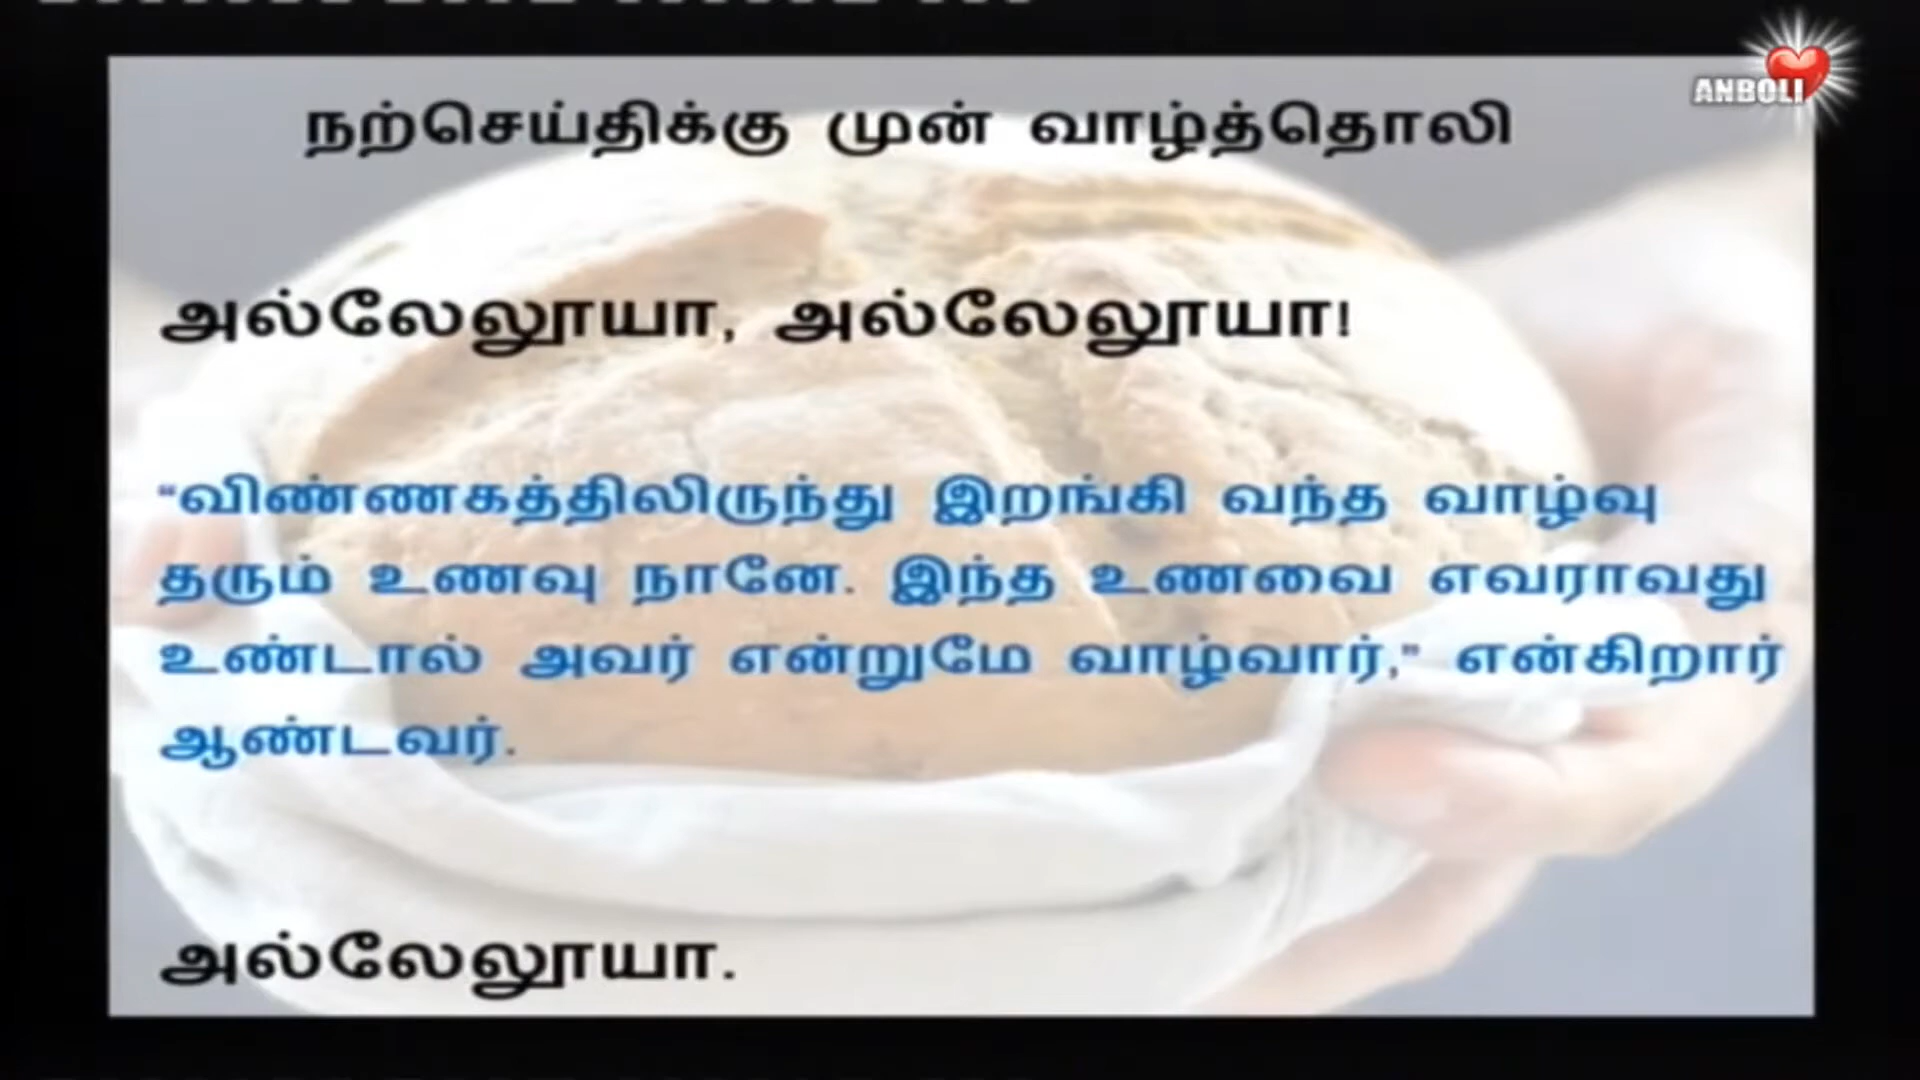 ANBOLI
நற்செய்திக்கு முன் வாழ்த்தொலி
அல்லேலூயா, அல்லேலூயா!
"விண்ணகத்திலிருந்து இறங்கி வந்த வாழ்வு
தரும் உணவு நானே. இந்த உணவை எவராவது
உண்டால் அவர் என்றுமே வாழ்வார்," என்கிறார்
ஆண்டவர்.
அல்லேலூயா.